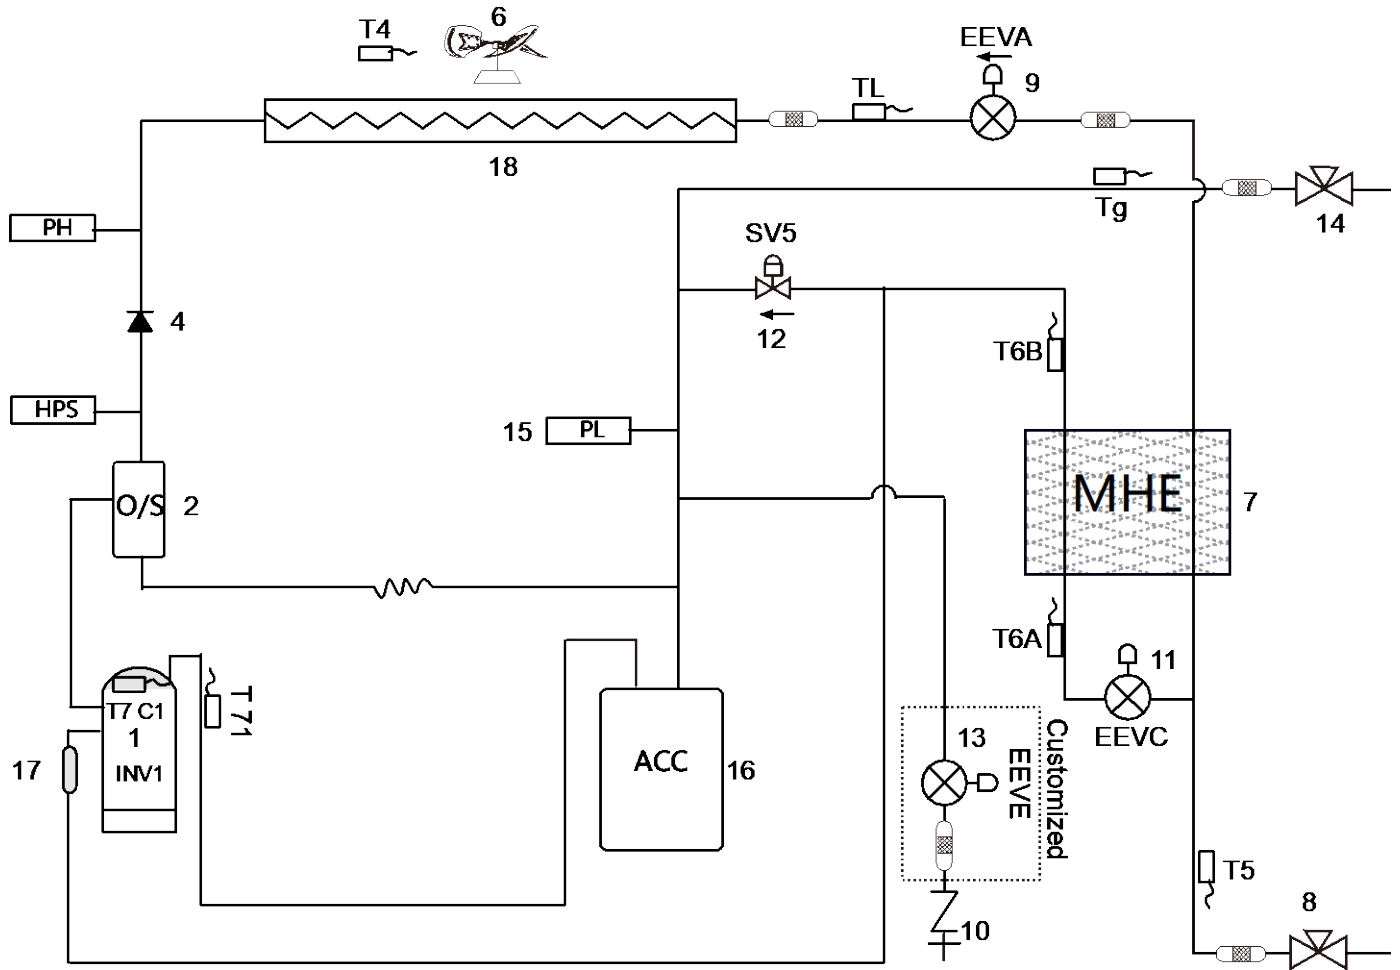 6
T4
EEVA
9
TL
18
Tg
14
PH
SV5
4
12
T6B
HPS
15
PL
O/S
2
MHE
7
T6A
11
EEVC
T7 C1
1
INV1
T71
17
ACC
16
13
EEVE
Customized
T5
8
10